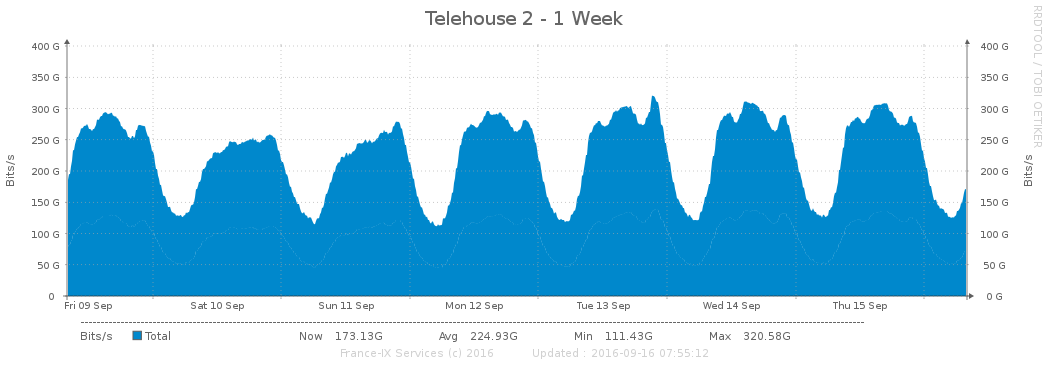 Telehouse 2 - 1 Week
RRDTOOL / TOBI OETIKER
Bits/s
400 G
350 G
300 G
250 G
200 G
150 G
100 G
50 G
0
400 G
350 G
300 G
250 G
200 G
150 G
100 G
50 G
0 G
Bits/s
Fri 09 Sep Sat 10 Sep Sun 11 Sep Mon 12 Sep Tue 13 Sep Wed 14 Sep Thu 15 Sep
Bits/s Total Now 173.13G Avg 224.93G Min 111.43G Max 320.58G
France-IX Services (c) 2016 Updated : 2016-09-16 07:55:12